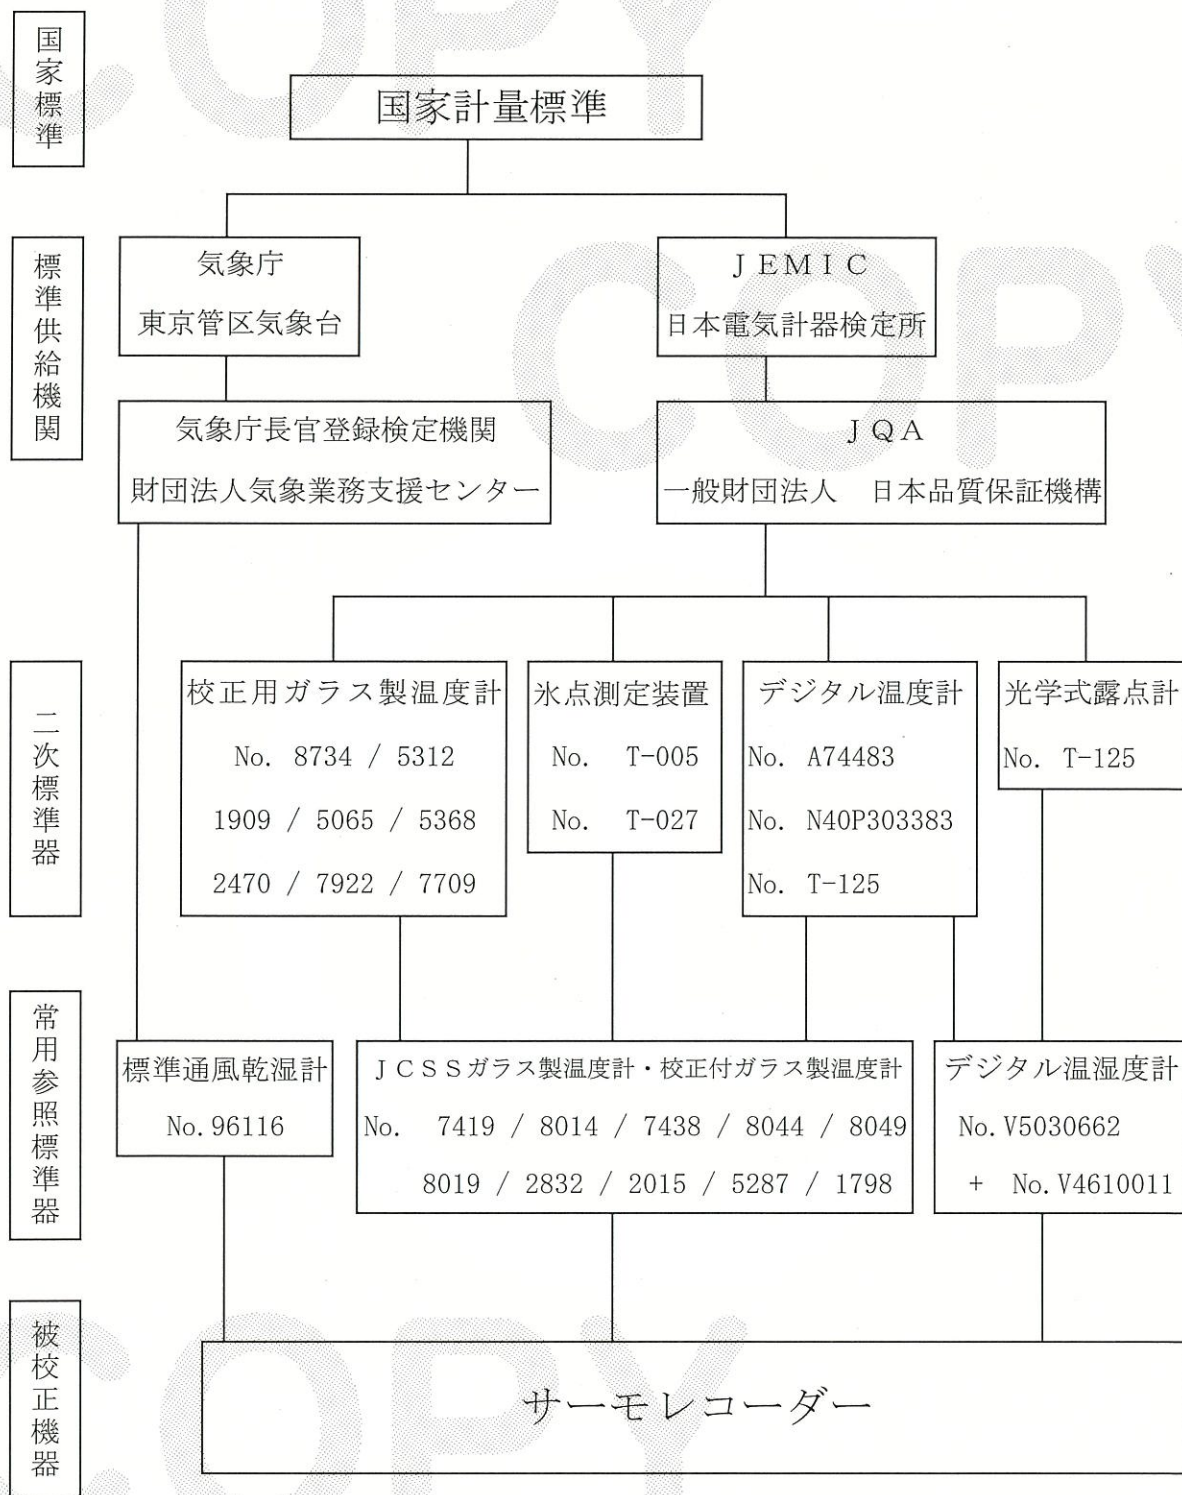 COPY
国家標準
国家計量標準
標準供給機関
気象庁
東京管区気象台
JEMIC
日本電気計器検定所
COPY
気象庁長官登録検定機関
財団法人気象業務支援センター
JQA
一般財団法人 日本品質保証機構
二次標準器
校正用ガラス製温度計
No. 8734 / 5312
1909 / 5065 / 5368
2470 / 7922 / 7709
氷点測定装置
No. T-005
No. T-027
デジタル温度計
No. A74483
No. N40P303383
No. T-125
光学式露点計
No. T-125
常用参照標準器
標準通風乾湿計
No.96116
JCSSガラス製温度計・校正付ガラス製温度計
No. 7419 / 8014 / 7438 / 8044 / 8049
8019 / 2832 / 2015 / 5287 / 1798
デジタル温湿度計
No.V5030662
+ No.V4610011
被校正機器
サーモレコーダー
COPY